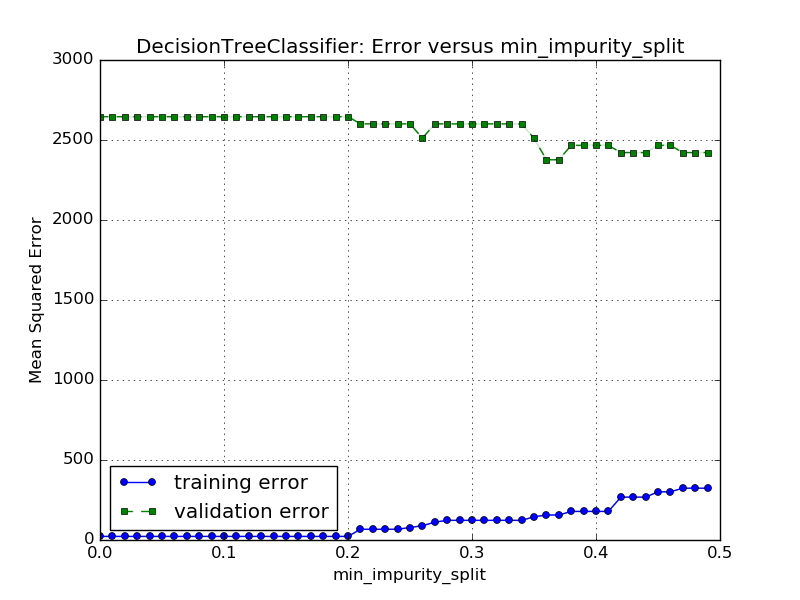 DecisionTreeClassifier: Error versus min_impurity_split
3000
2500
2000
1500
1000
500
0
Mean Squared Error
training error
validation error
0.0 0.1 0.2 0.3 0.4 0.5
min_impurity_split